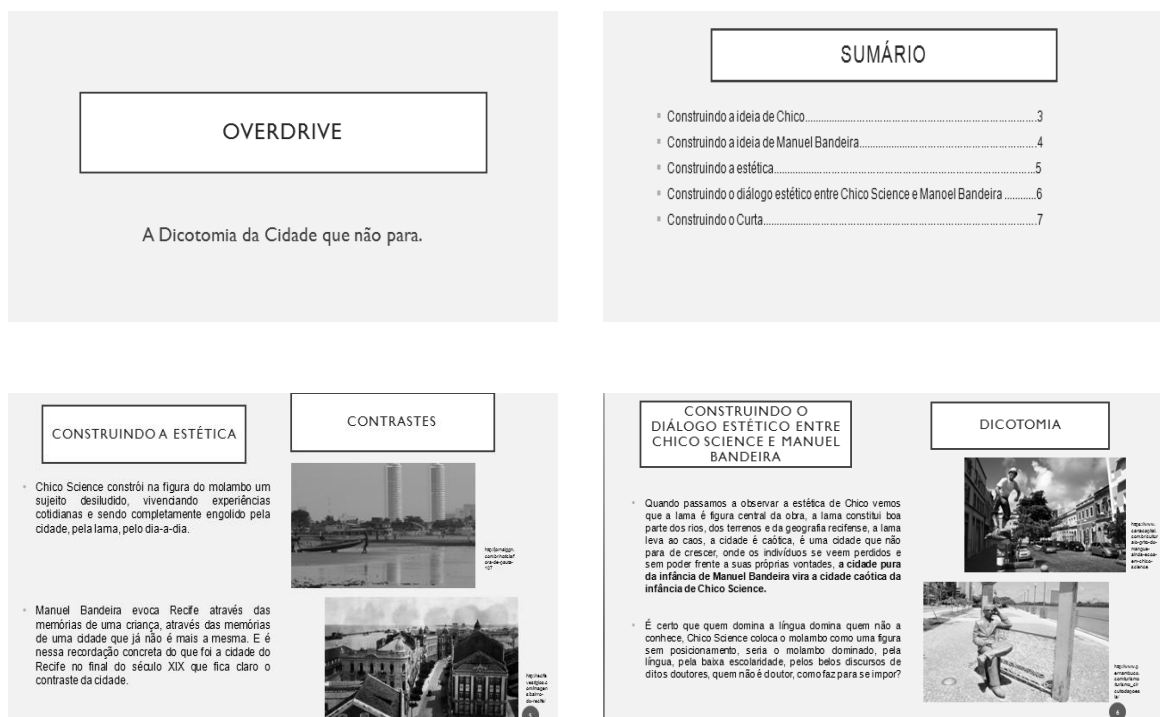 OVERDRIVE
A Dicotomia da Cidade que não para.
SUMÁRIO
Construindo a ideia de Chico.....................................................................................3
Construindo a ideia de Manuel Bandeira.....................................................................4
Construindo a estética...............................................................................................5
Construindo o diálogo estético entre Chico Science e Manoel Bandeira ............6
Construindo o Curta..................................................................................................7
CONSTRUINDO A ESTÉTICA
Chico Science constrói na figura do molambo um
sujeito desiludido, vivenciando experiências
cotidianas e sendo completamente engolido pela
cidade, pela lama, pelo dia-a-dia.
Manuel Bandeira evoca Recife através das
memórias de uma criança, através das memórias
de uma cidade que já não é mais a mesma. E é
nessa recordação concreta do que foi a cidade do
Recife no final do século XIX que fica claro o
contraste da cidade.
CONTRASTES
5
CONSTRUINDO O
DIÁLOGO ESTÉTICO ENTRE
CHICO SCIENCE E MANUEL
BANDEIRA
Quando passamos a observar a estética de Chico vemos
que a lama é figura central da obra, a lama constitui boa
parte dos rios, dos terrenos e da geografia recifense, a lama
leva ao caos, a cidade é caótica, é uma cidade que não
para de crescer, onde os indivíduos se veem perdidos e
sem poder frente a suas próprias vontades, a cidade pura
da infância de Manuel Bandeira vira a cidade caótica da
infância de Chico Science.
É certo que quem domina a língua domina quem não a
conhece, Chico Science coloca o molambo como uma figura
sem posicionamento, seria o molambo dominado, pela
língua, pela baixa escolaridade, pelos belos discursos de
ditos doutores, quem não é doutor, como faz para se impor?
DICOTOMIA
6